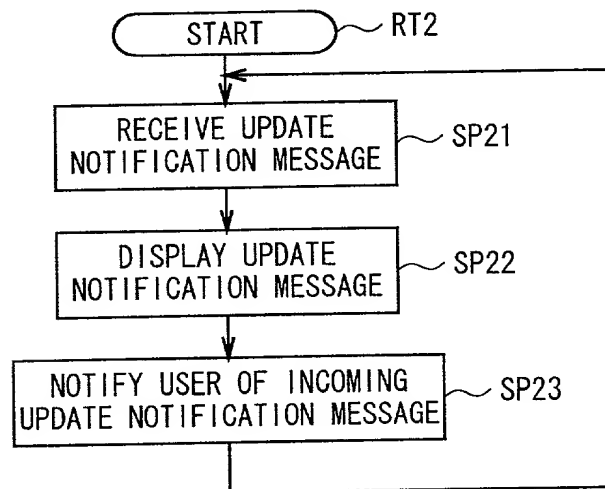 START
RT2
RECEIVE UPDATE
NOTIFICATION MESSAGE
SP21
DISPLAY UPDATE
NOTIFICATION MESSAGE
SP22
NOTIFY USER OF INCOMING
UPDATE NOTIFICATION MESSAGE
SP23